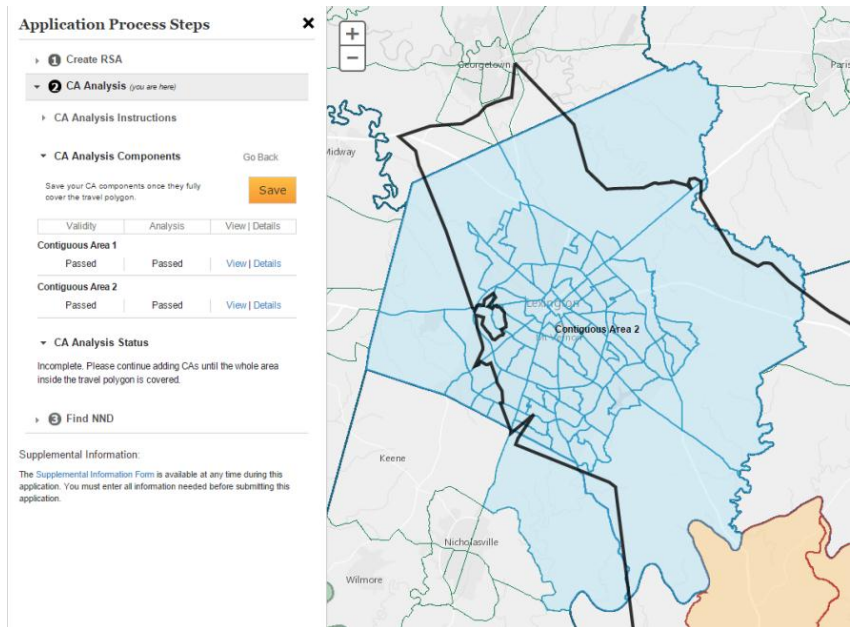 Application Process Steps
1 Create RSA
2 CA Analysis (you are here)
CA Analysis Instructions
CA Analysis Components Go Back
Save your CA components once they fully
cover the travel polygon.
Save
Validity Analysis View | Details
Contiguous Area 1
Passed Passed View | Details
Contiguous Area 2
Passed Passed View | Details
CA Analysis Status
Incomplete. Please continue adding CAs until the whole area
inside the travel polygon is covered.
3 Find NND
Supplemental Information:
The Supplemental Information Form is available at any time during this
application. You must enter all information needed before submitting this
application.
+
−
Georgetown
Paris
Midway
Lexington
Contiguous Area 2
Keene
Nicholasville
Wilmore